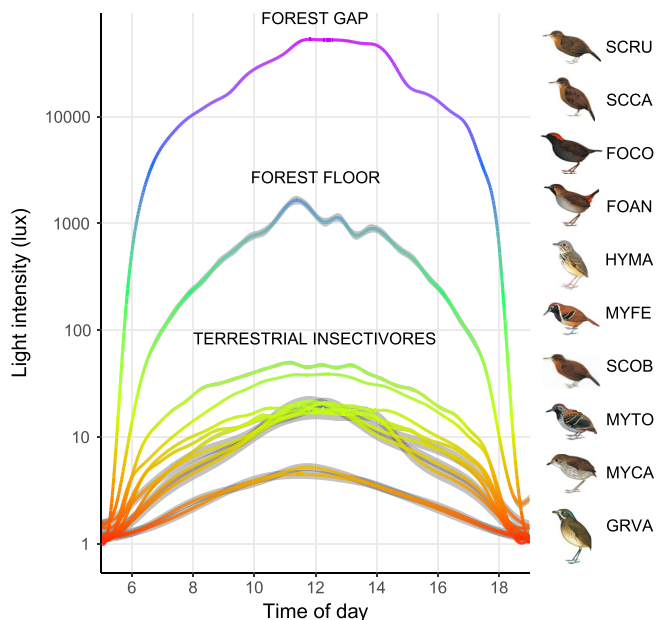 FOREST GAP
FOREST FLOOR
TERRESTRIAL INSECTIVORES
Light intensity (lux)
10000
1000
100
10
1
6
8
10
12
14
16
18
Time of day
SCRU
SCCA
FOCO
FOAN
HYMA
MYFE
SCOB
MYTO
MYCA
GRVA